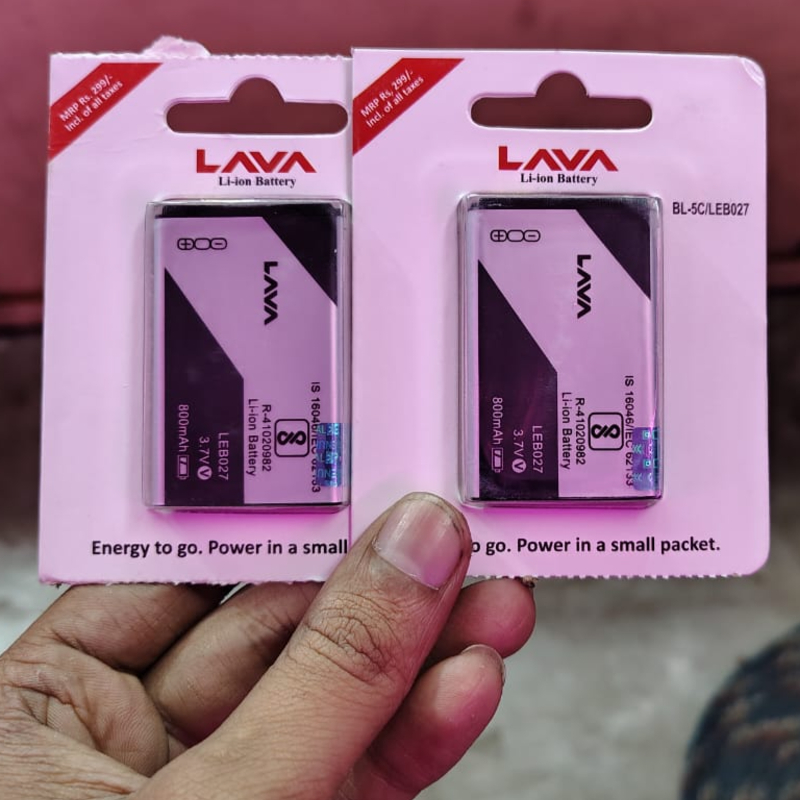 MRP Rs. 299/-
Incl. of all taxes
LAVA
Li-ion Battery
LAVA
IS 16046/IEC 62133
R-41020982
Li-ion Battery
LEB027
3.7V
800mAh
Energy to go. Power in a small
MRP Rs. 299/-
Incl. of all taxes
LAVA
Li-ion Battery
BL-5C/LEB027
LAVA
IS 16046/IEC 62133
R-41020982
Li-ion Battery
LEB027
3.7V
800mAh
o go. Power in a small packet.